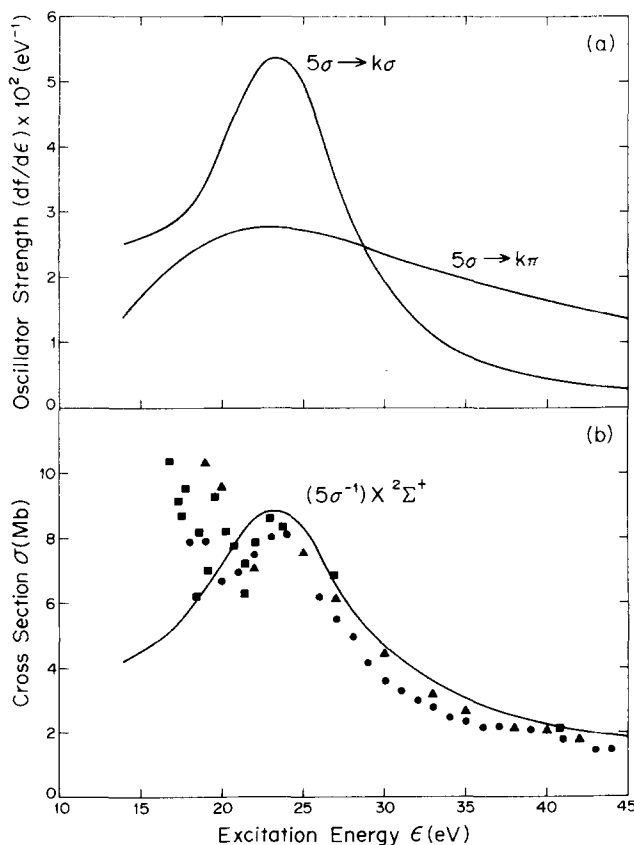 (a)
6
5
4
3
2
1
0
Oscillator Strength (df/dϵ) × 10² (eV⁻¹)
5σ → kσ
5σ → kπ
(b)
10
8
6
4
2
0
Cross Section σ (Mb)
(5σ⁻¹) X ²Σ⁺
10 15 20 25 30 35 40 45
Excitation Energy ϵ (eV)